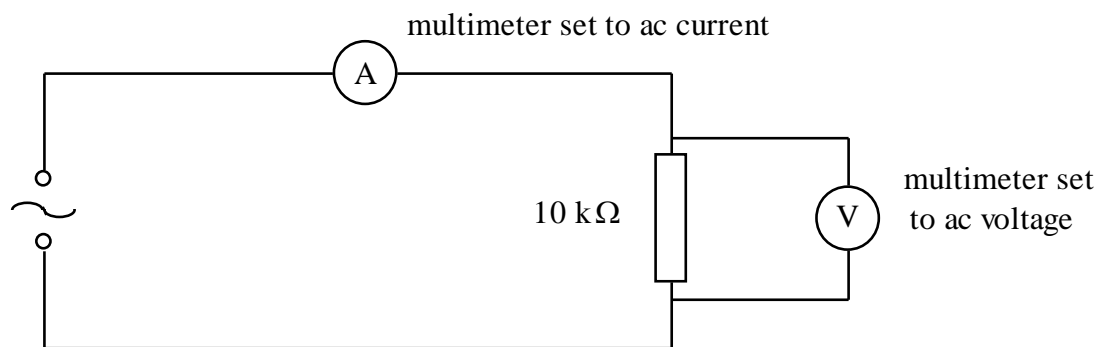 multimeter set to ac current
A
10 kΩ
V
multimeter set
to ac voltage